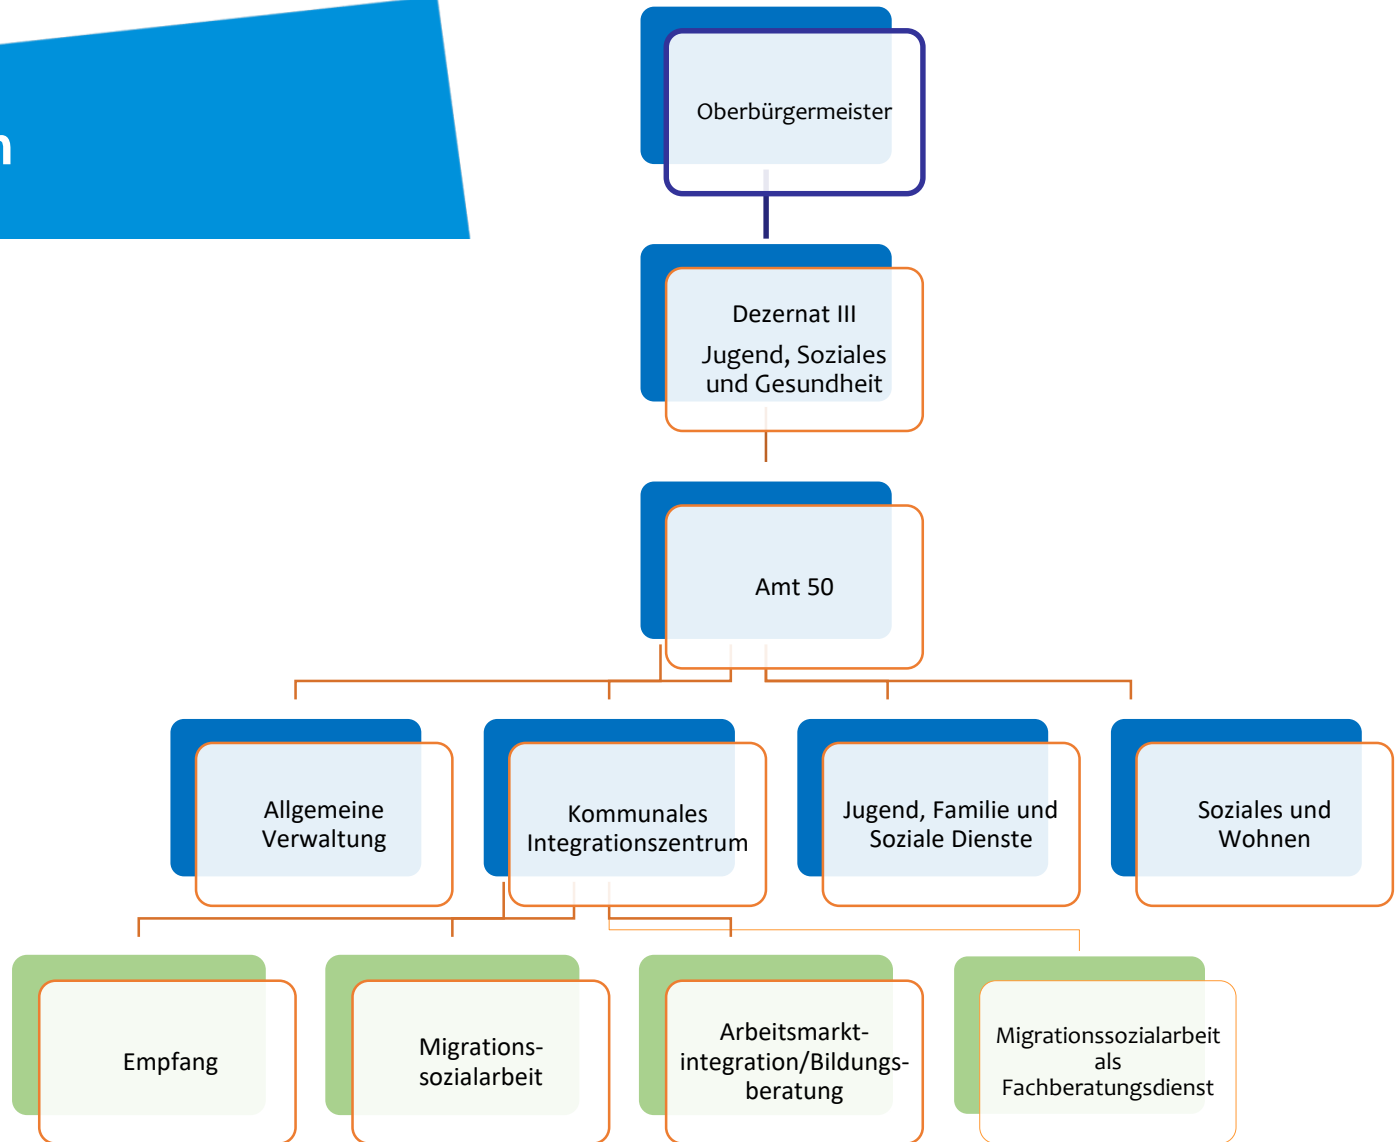 n
Oberbürgermeister
Dezernat III
Jugend, Soziales
und Gesundheit
Amt 50
Allgemeine
Verwaltung
Kommunales
Integrationszentrum
Jugend, Familie und
Soziale Dienste
Soziales und
Wohnen
Empfang
Migrations-
sozialarbeit
Arbeitsmarkt-
integration/Bildungs-
beratung
Migrationssozialarbeit
als
Fachberatungsdienst